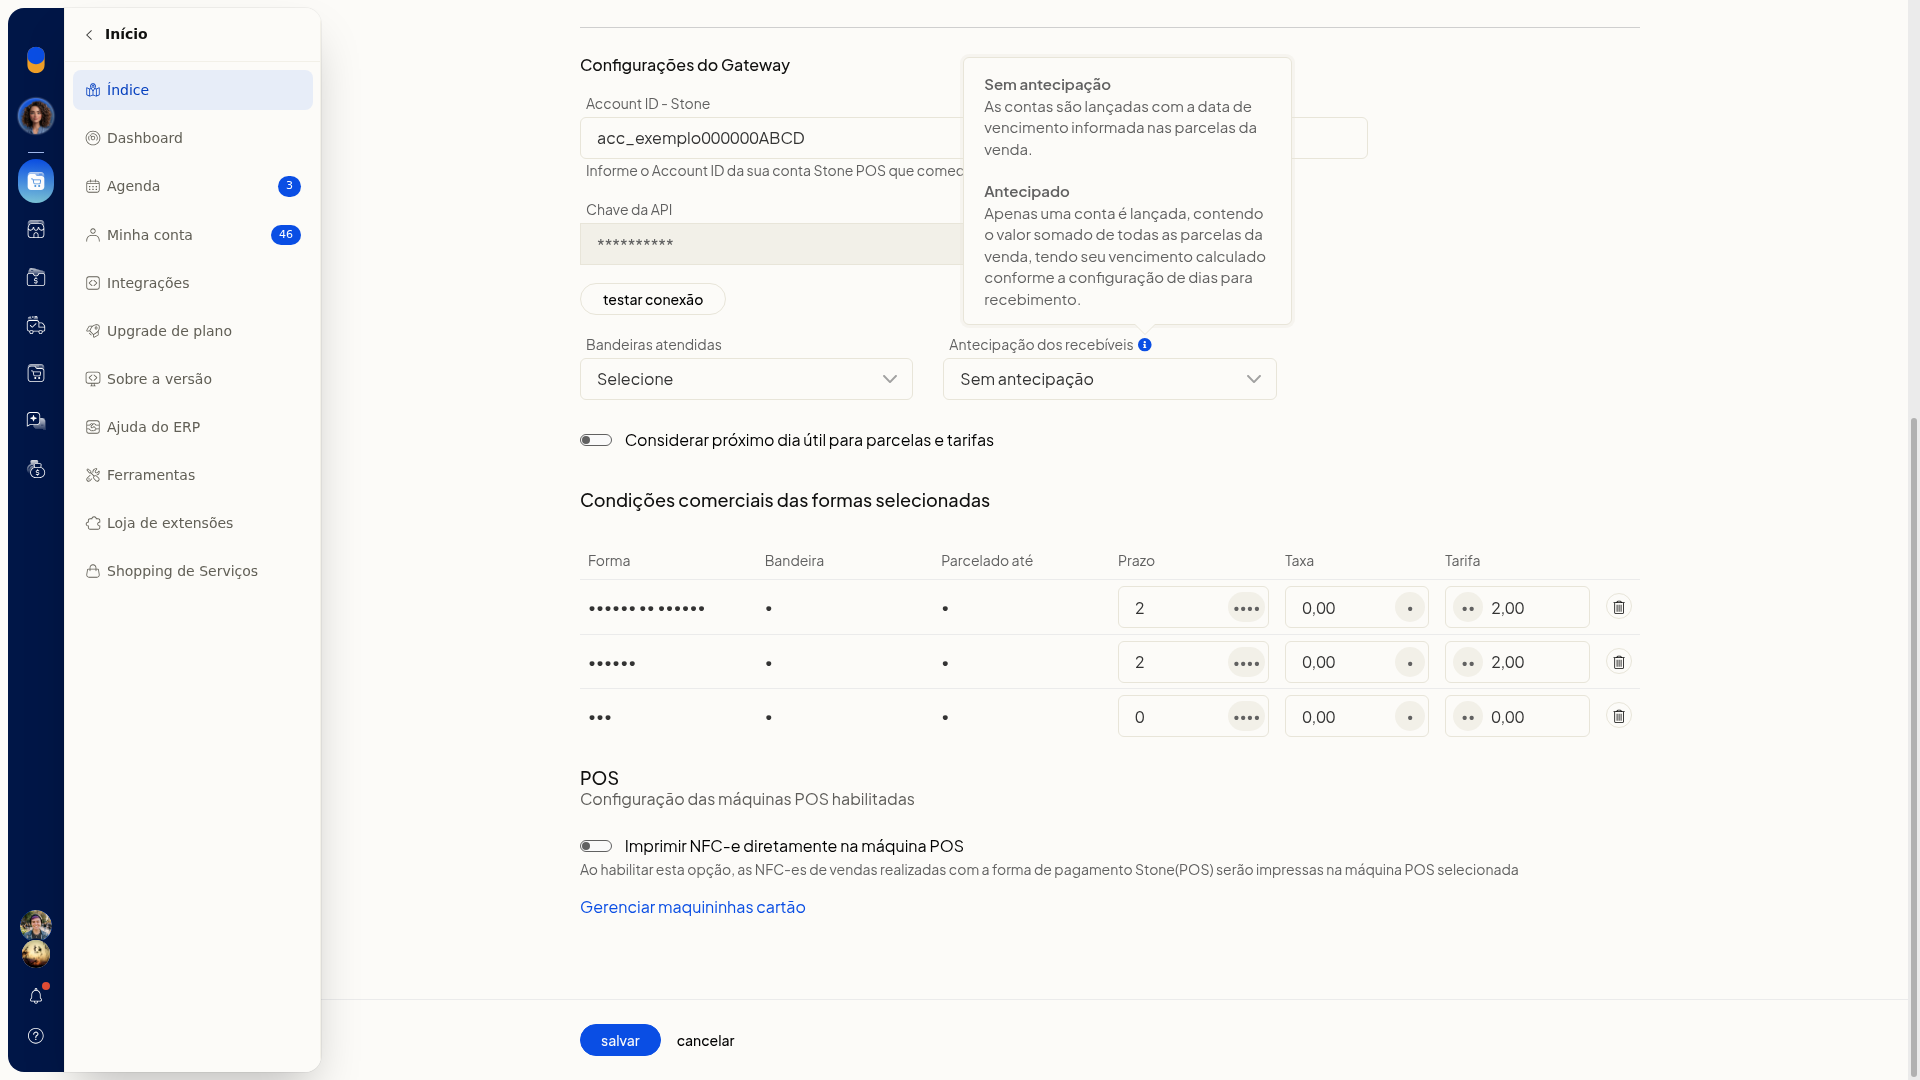 Início
Índice
Dashboard
Agenda
3
Minha conta
46
Integrações
Upgrade de plano
Sobre a versão
Ajuda do ERP
Ferramentas
Loja de extensões
Shopping de Serviços
Configurações do Gateway
Account ID - Stone
acc_exemplo000000ABCD
Informe o Account ID da sua conta Stone POS que
Chave da API
**********
testar conexão
Sem antecipação
As contas são lançadas com a data de
vencimento informada nas parcelas da
venda.
Antecipado
Apenas uma conta é lançada, contendo
o valor somado de todas as parcelas da
venda, tendo seu vencimento calculado
conforme a configuração de dias para
recebimento.
Bandeiras atendidas
Selecione
Antecipação dos recebíveis
Sem antecipação
Considerar próximo dia útil para parcelas e tarifas
Condições comerciais das formas selecionadas
Forma Bandeira Parcelado até Prazo Taxa Tarifa
•••••• •• •••••• • • 2 •••• 0,00 • •• 2,00
•••••• • • 2 •••• 0,00 • •• 2,00
••• • • 0 •••• 0,00 • •• 0,00
POS
Configuração das máquinas POS habilitadas
Imprimir NFC-e diretamente na máquina POS
Ao habilitar esta opção, as NFC-es de vendas realizadas com a forma de pagamento Stone(POS) serão impressas na máquina POS selecionada
Gerenciar maquininhas cartão
salvar
cancelar